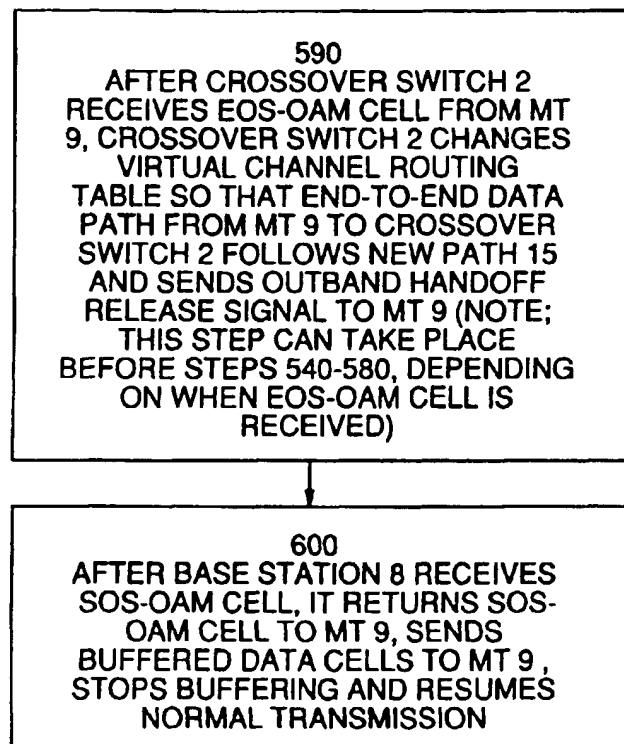 590
AFTER CROSSOVER SWITCH 2
RECEIVES EOS-OAM CELL FROM MT
9, CROSSOVER SWITCH 2 CHANGES
VIRTUAL CHANNEL ROUTING
TABLE SO THAT END-TO-END DATA
PATH FROM MT 9 TO CROSSOVER
SWITCH 2 FOLLOWS NEW PATH 15
AND SENDS OUTBAND HANDOFF
RELEASE SIGNAL TO MT 9 (NOTE;
THIS STEP CAN TAKE PLACE
BEFORE STEPS 540-580, DEPENDING
ON WHEN EOS-OAM CELL IS
RECEIVED)
600
AFTER BASE STATION 8 RECEIVES
SOS-OAM CELL, IT RETURNS SOS-
OAM CELL TO MT 9, SENDS
BUFFERED DATA CELLS TO MT 9 ,
STOPS BUFFERING AND RESUMES
NORMAL TRANSMISSION